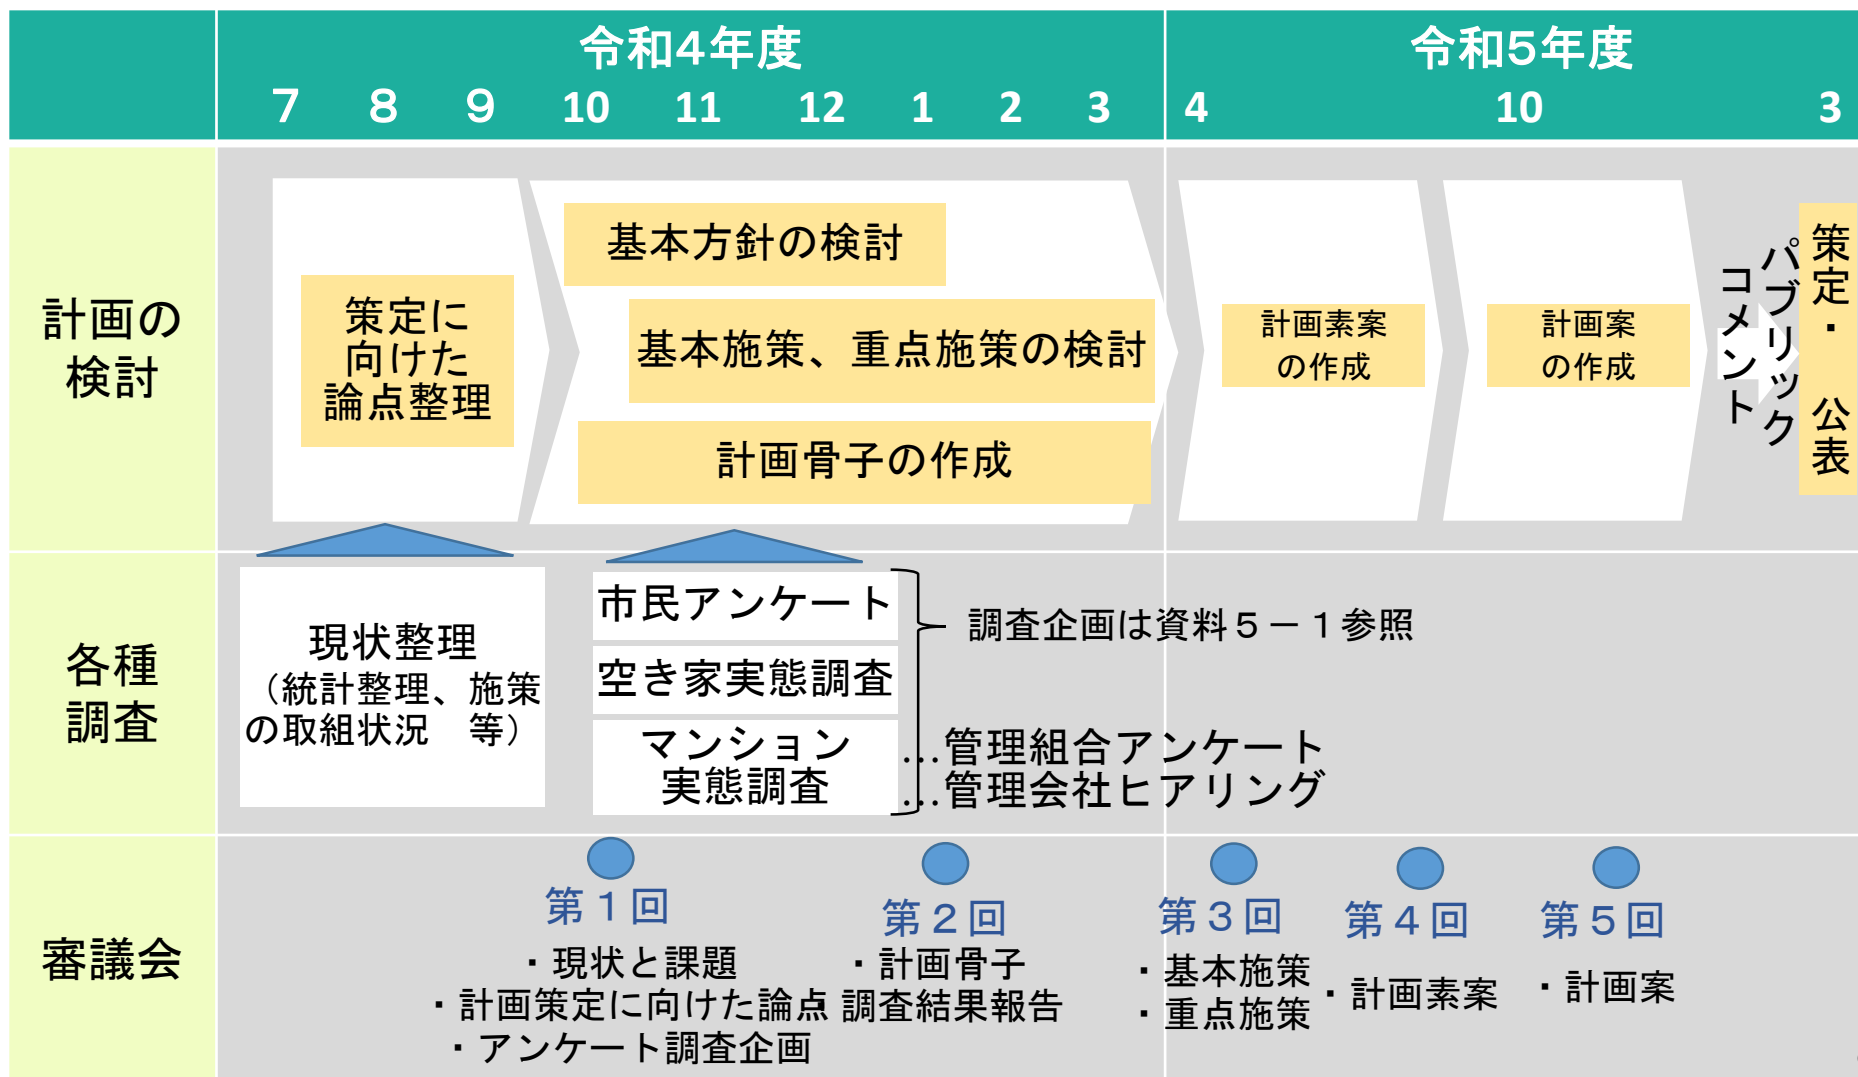 令和4年度
令和5年度
7 8 9 10 11 12 1 2 3 4 10 3
計画の
検討
策定に
向けた
論点整理
基本方針の検討
基本施策、重点施策の検討
計画骨子の作成
計画素案
の作成
計画案
の作成
パブリック
コメント
策定・公表
各種
調査
現状整理
（統計整理、施策
の取組状況　等）
市民アンケート
空き家実態調査
マンション
実態調査
調査企画は資料５－１参照
…管理組合アンケート
…管理会社ヒアリング
審議会
第１回
・現状と課題
・計画策定に向けた論点
・アンケート調査企画
第２回
・計画骨子
・調査結果報告
第３回
・基本施策
・重点施策
第４回
・計画素案
第５回
・計画案